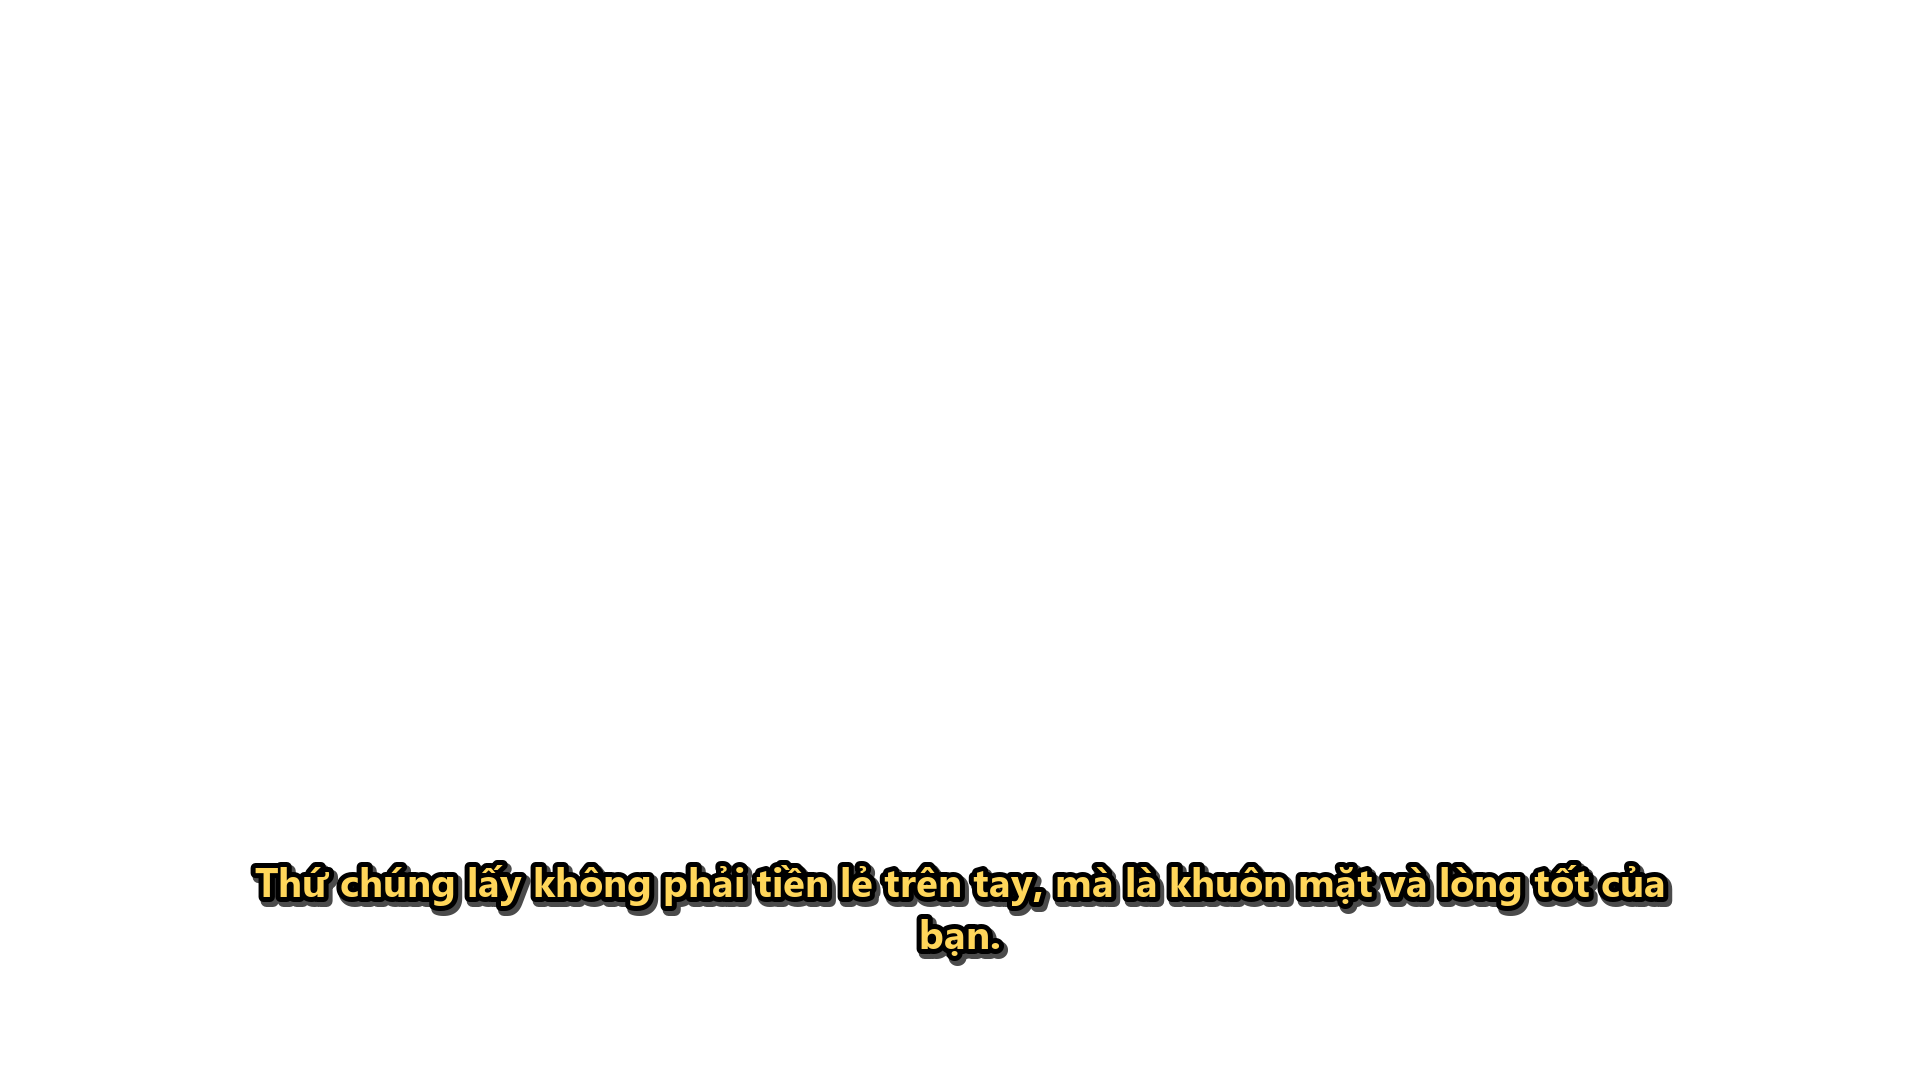 Thứ chúng lấy không phải tiền lẻ trên tay, mà là khuôn mặt và lòng tốt của
bạn.